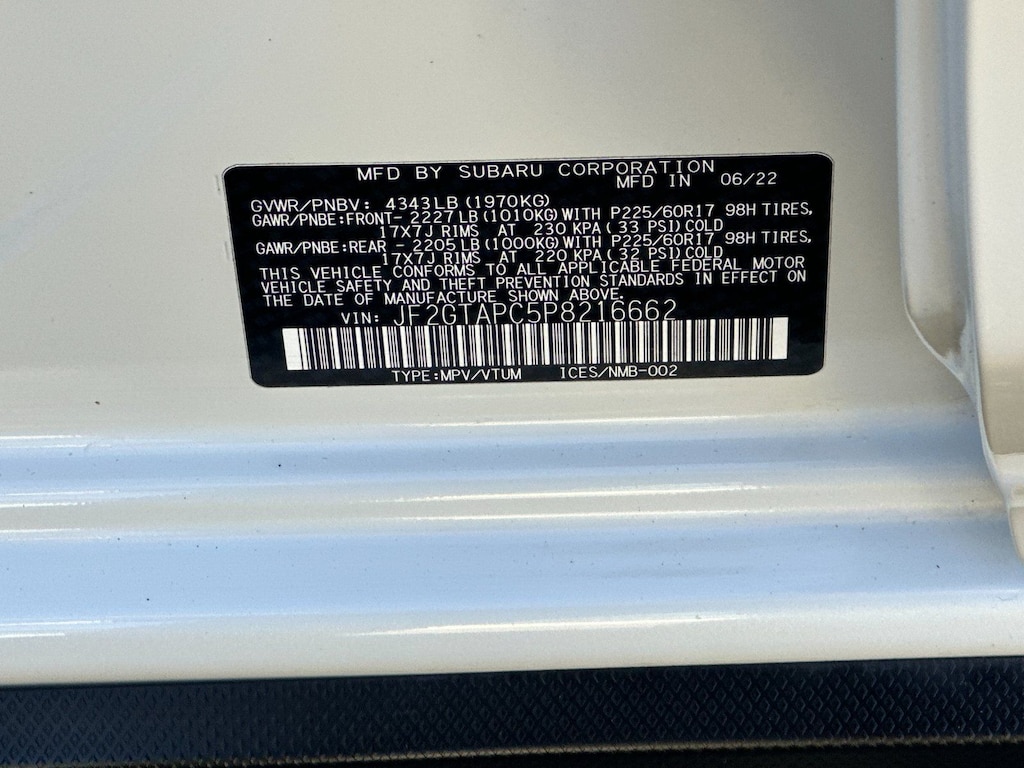 MFD BY SUBARU CORPORATION
MFD IN 06/22
GVWR/PNBV: 4343LB(1970KG)
GAWR/PNBE:FRONT- 2227LB(1010KG)WITH P225/60R17 98H TIRES,
17X7J RIMS AT 230 KPA(33 PSI)COLD
GAWR/PNBE:REAR - 2205LB(1000KG)WITH P225/60R17 98H TIRES,
17X7J RIMS AT 220 KPA(32 PSI)COLD
THIS VEHICLE CONFORMS TO ALL APPLICABLE FEDERAL MOTOR
VEHICLE SAFETY AND THEFT PREVENTION STANDARDS IN EFFECT ON
THE DATE OF MANUFACTURE SHOWN ABOVE.
VIN: JF2GTAPC5P8216662
TYPE:MPV/VTUM ICES/NMB-002